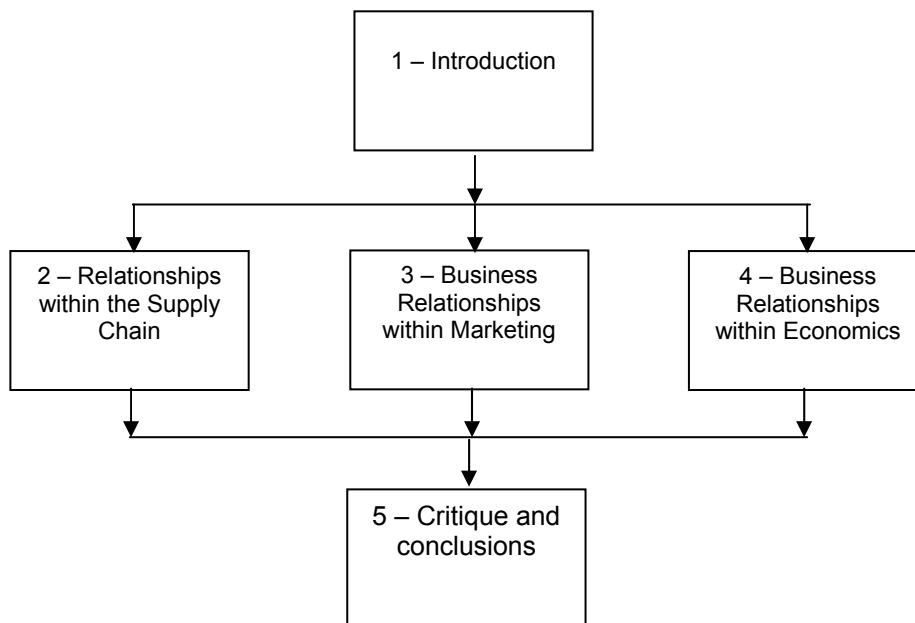 1 – Introduction
2 – Relationships
within the Supply
Chain
3 – Business
Relationships
within Marketing
4 – Business
Relationships
within Economics
5 – Critique and
conclusions